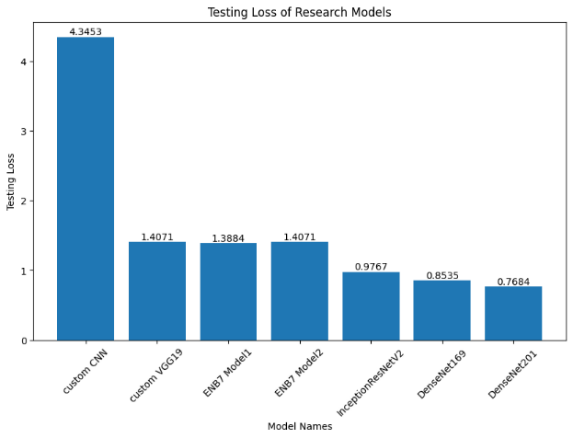 Testing Loss of Research Models
4.3453
1.4071
1.3884
1.4071
0.9767
0.8535
0.7684
4
3
2
1
0
Testing Loss
custom CNN
custom VGG19
ENB7 Model1
ENB7 Model2
InceptionResNetV2
DenseNet169
DenseNet201
Model Names